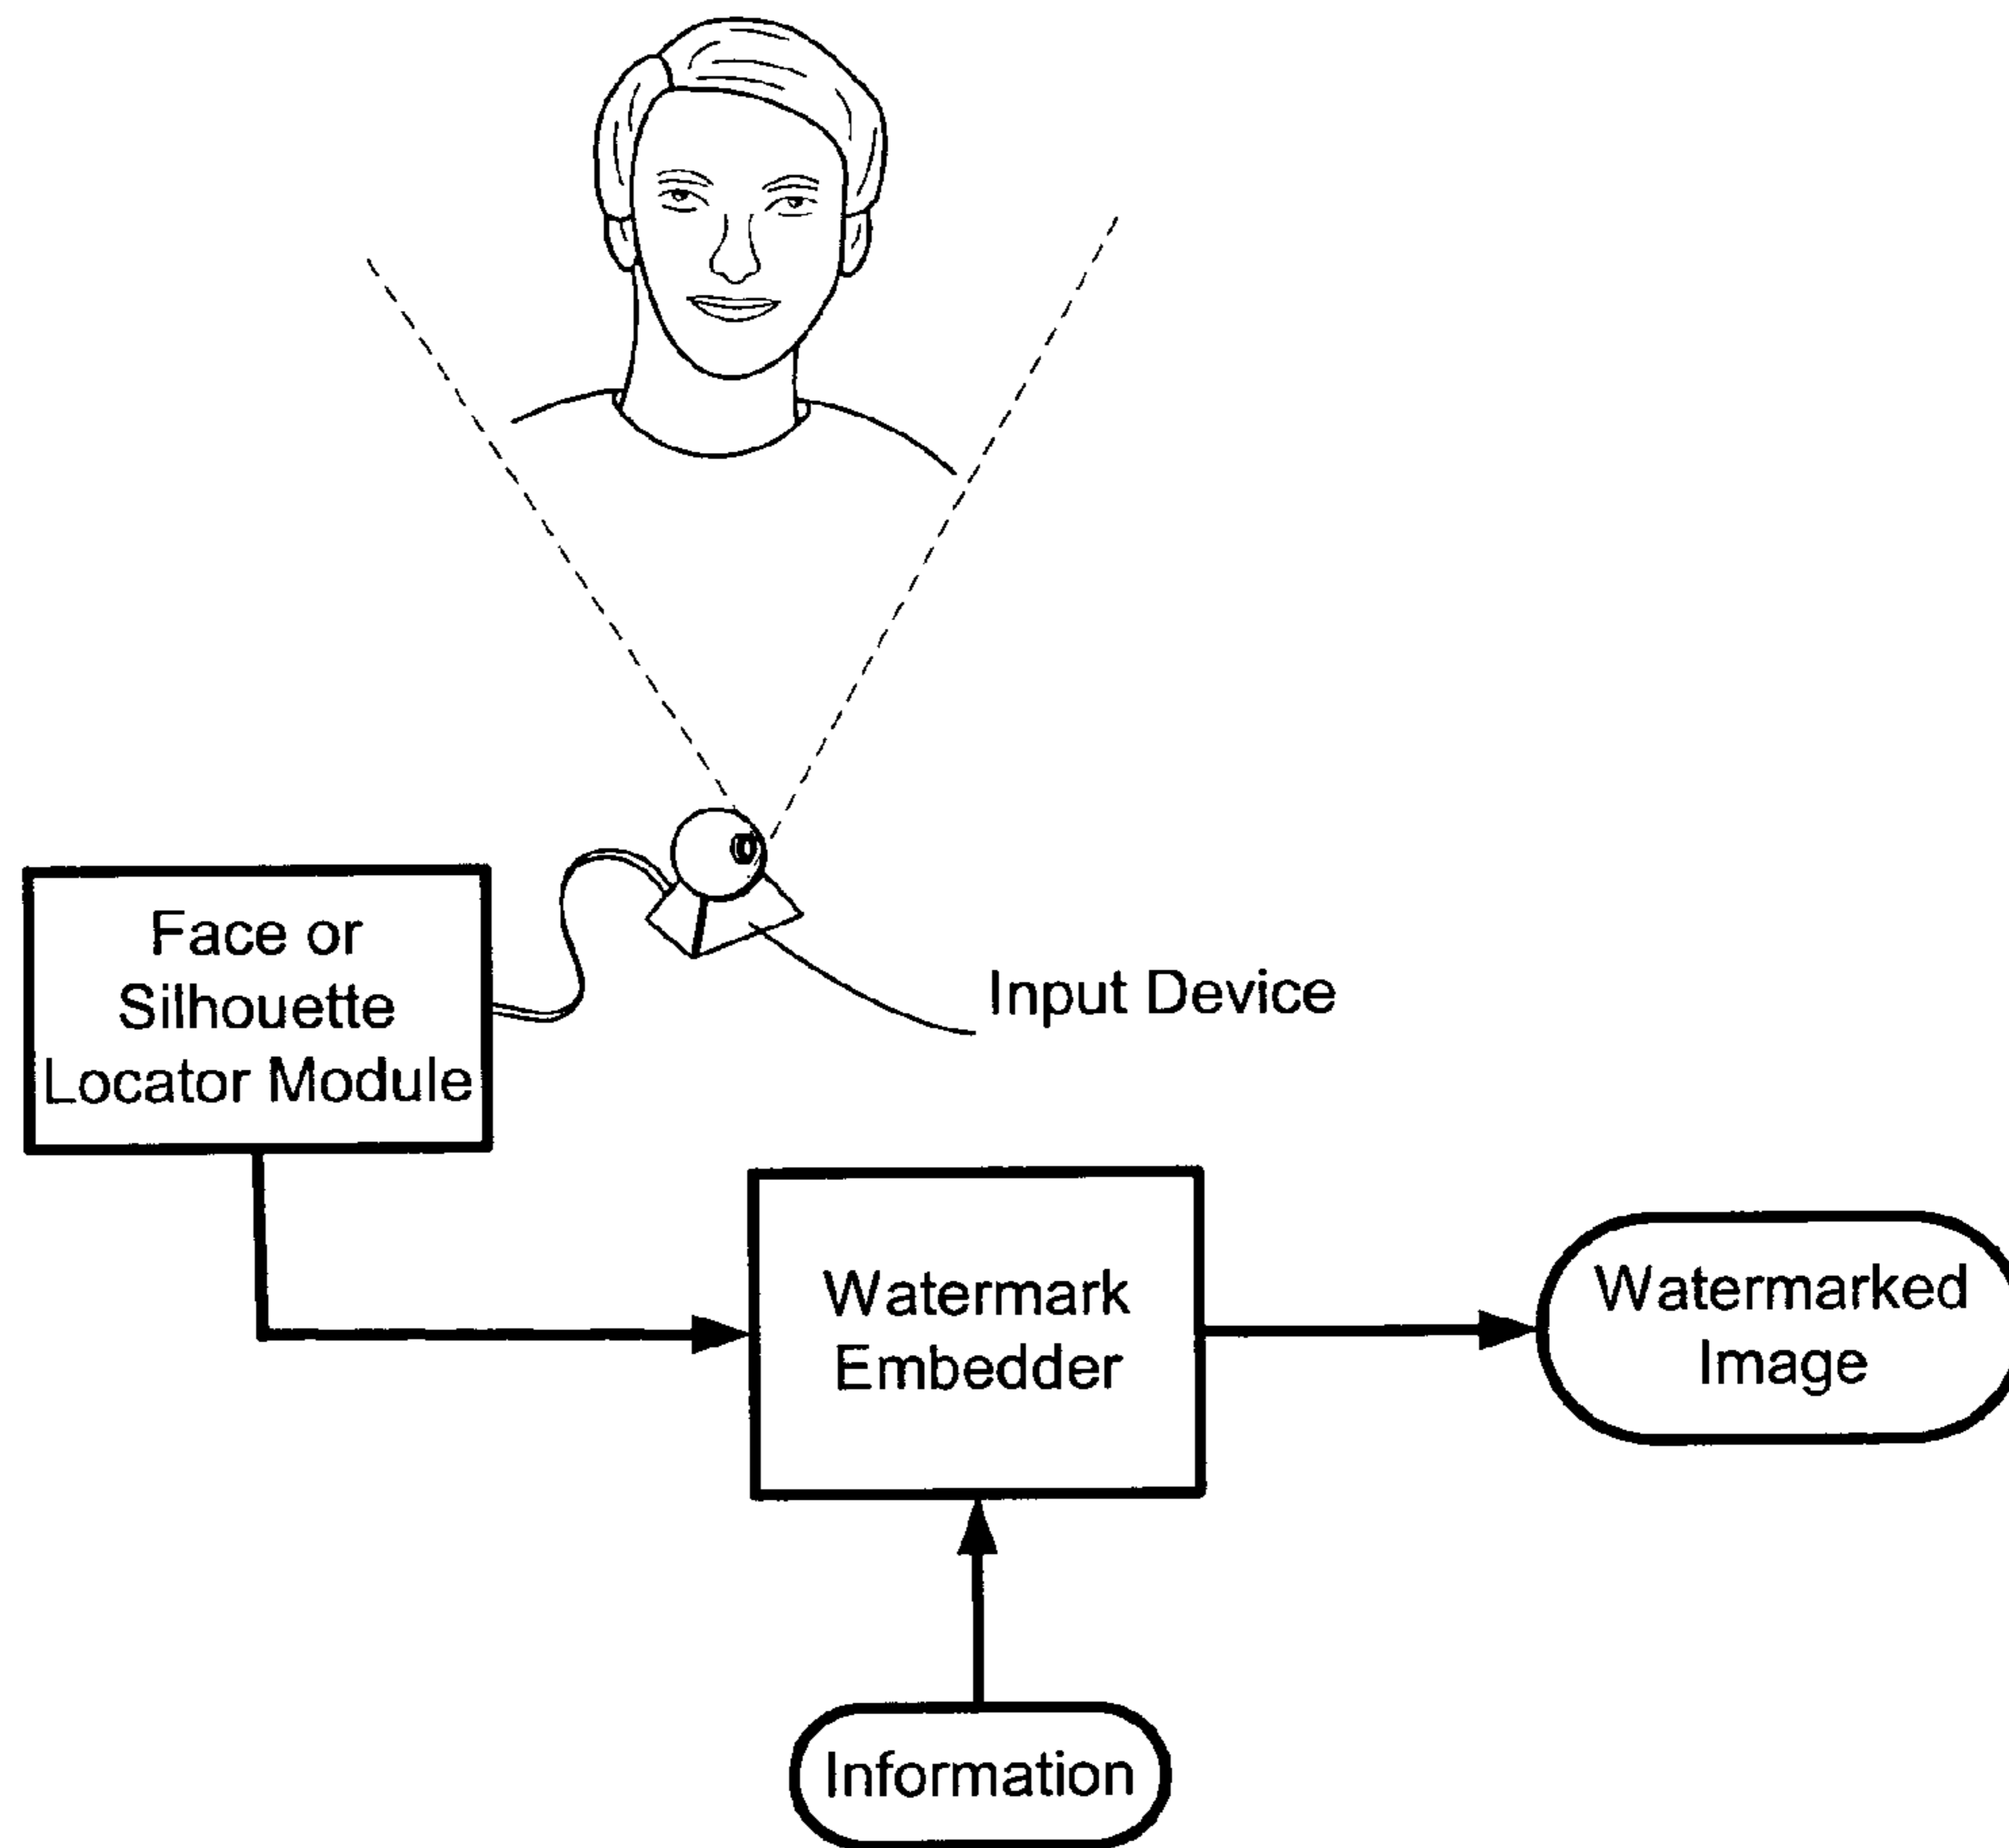 Face or
Silhouette
Locator Module
Input Device
Watermark
Embedder
Watermarked
Image
Information